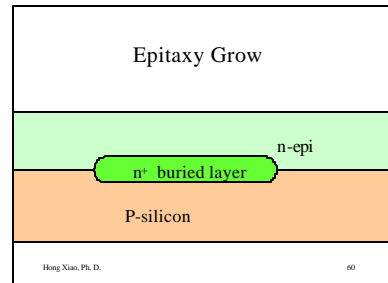 Epitaxy Grow
n-epi
n+ buried layer
P-silicon
Hong Xiao, Ph. D. 60